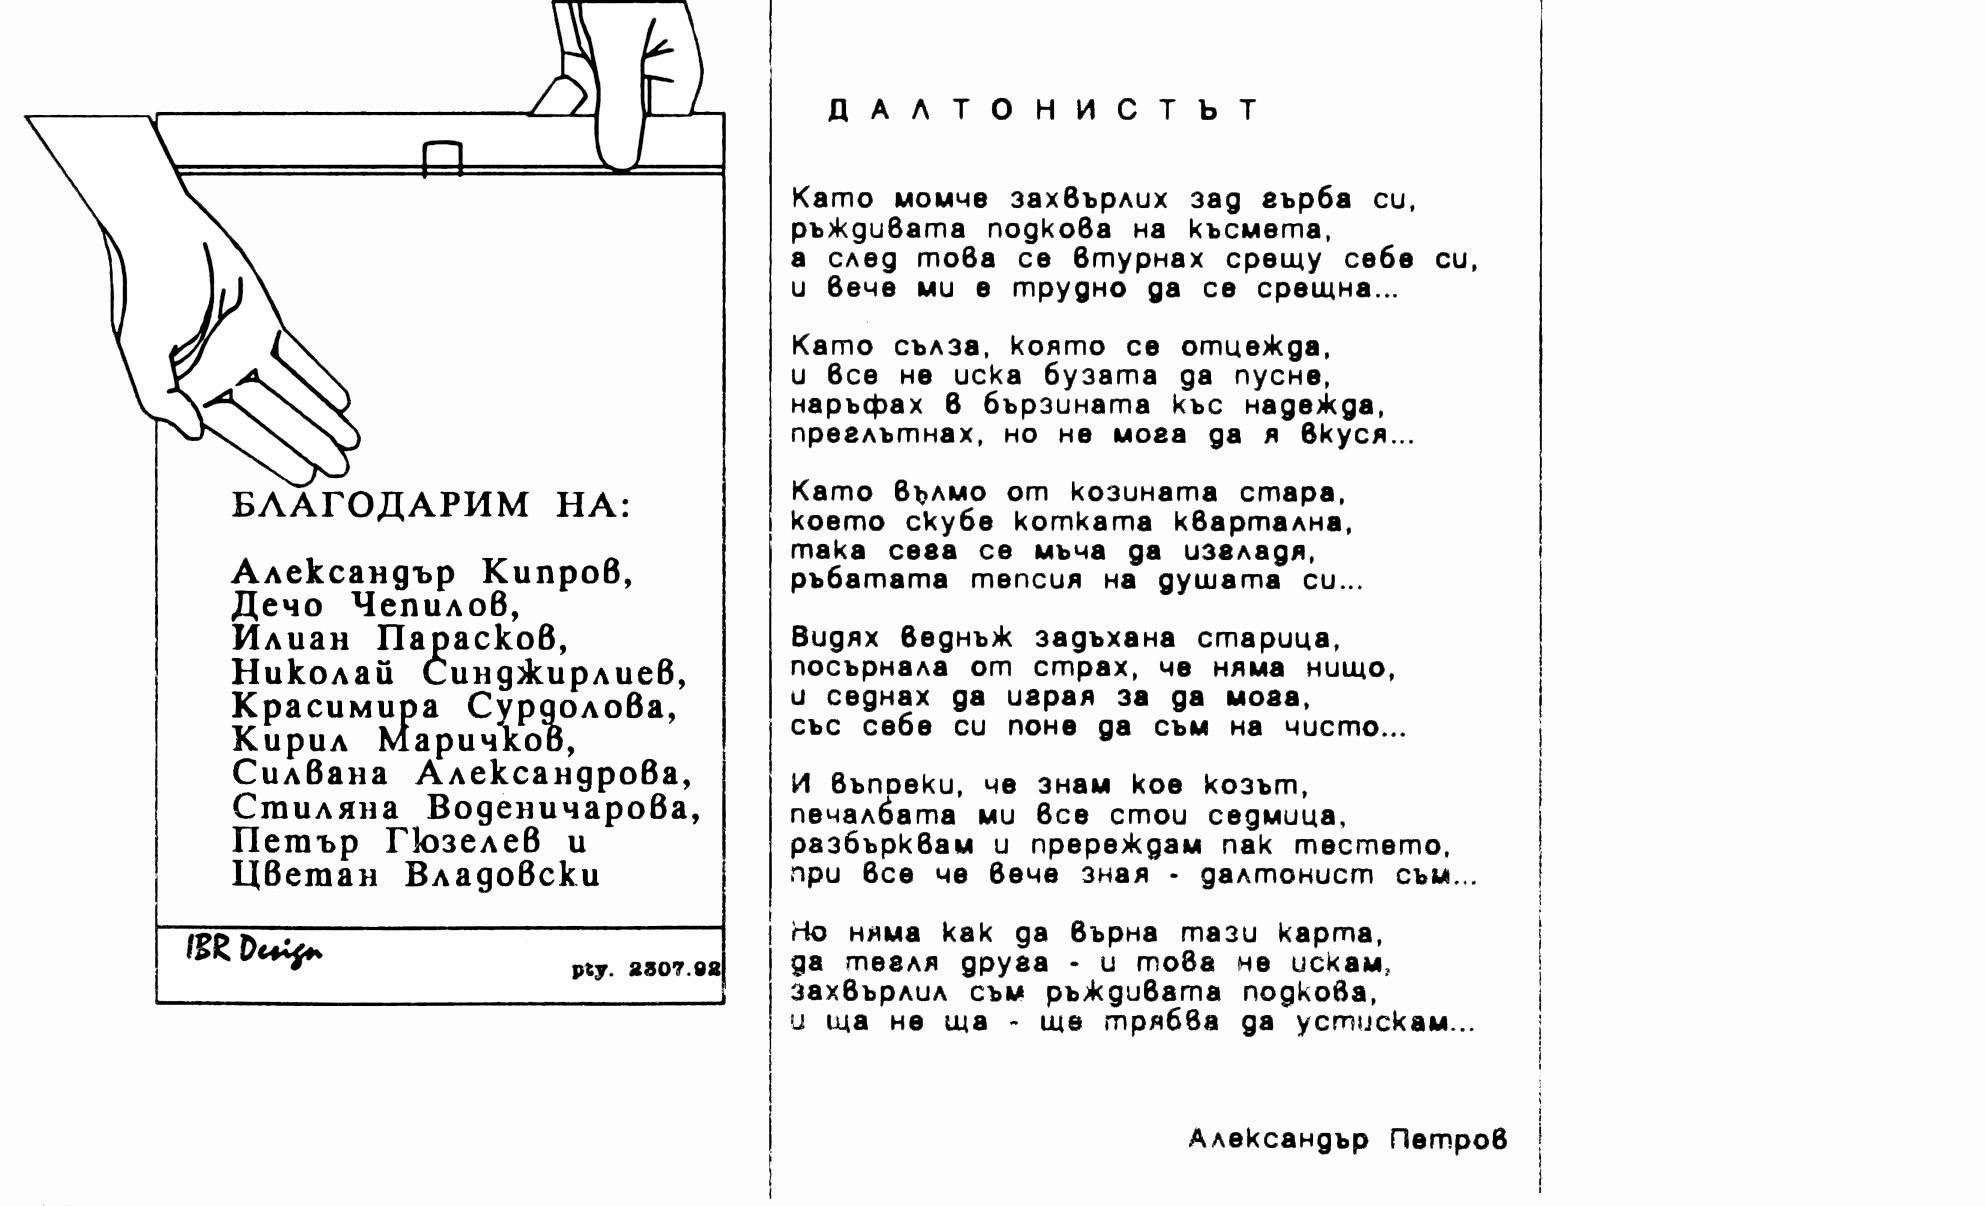 БЛАГОДАРИМ НА:
Александър Кипров,
Дечо Чепилов,
Илиан Парасков,
Николай Синджирлиев,
Красимира Сурдолова,
Кирил Маричков,
Силвана Александрова,
Стиляна Воденичарова,
Петър Гюзелев и
Цветан Владовски
IBR Design
pty. 2307.92
ДАЛТОНИСТЪТ
Като момче захвърлих зад гърба си,
ръждивата подкова на късмета,
а след това се втурнах срещу себе си,
и вече ми е трудно да се срещна...
Като сълза, която се отцежда,
и все не иска бузата да пусне,
наръфах в бързината къс надежда,
преглътнах, но не мога да я вкуся...
Като вълмо от козината стара,
което скубе котката квартална,
така сега се мъча да изгладя,
ръбатата тепсия на душата си...
Видях веднъж задъхана старица,
посърнала от страх, че няма нищо,
и седнах да играя за да мога,
със себе си поне да съм на чисто...
И въпреки, че знам кое козът,
печалбата ми все стои седмица,
разбърквам и пререждам пак тестето,
при все че вече зная - далтонист съм...
Но няма как да върна тази карта,
да тегля друга - и това не искам,
захвърлил съм ръждивата подкова,
и ща не ща - ще трябва да устискам...
Александър Петров